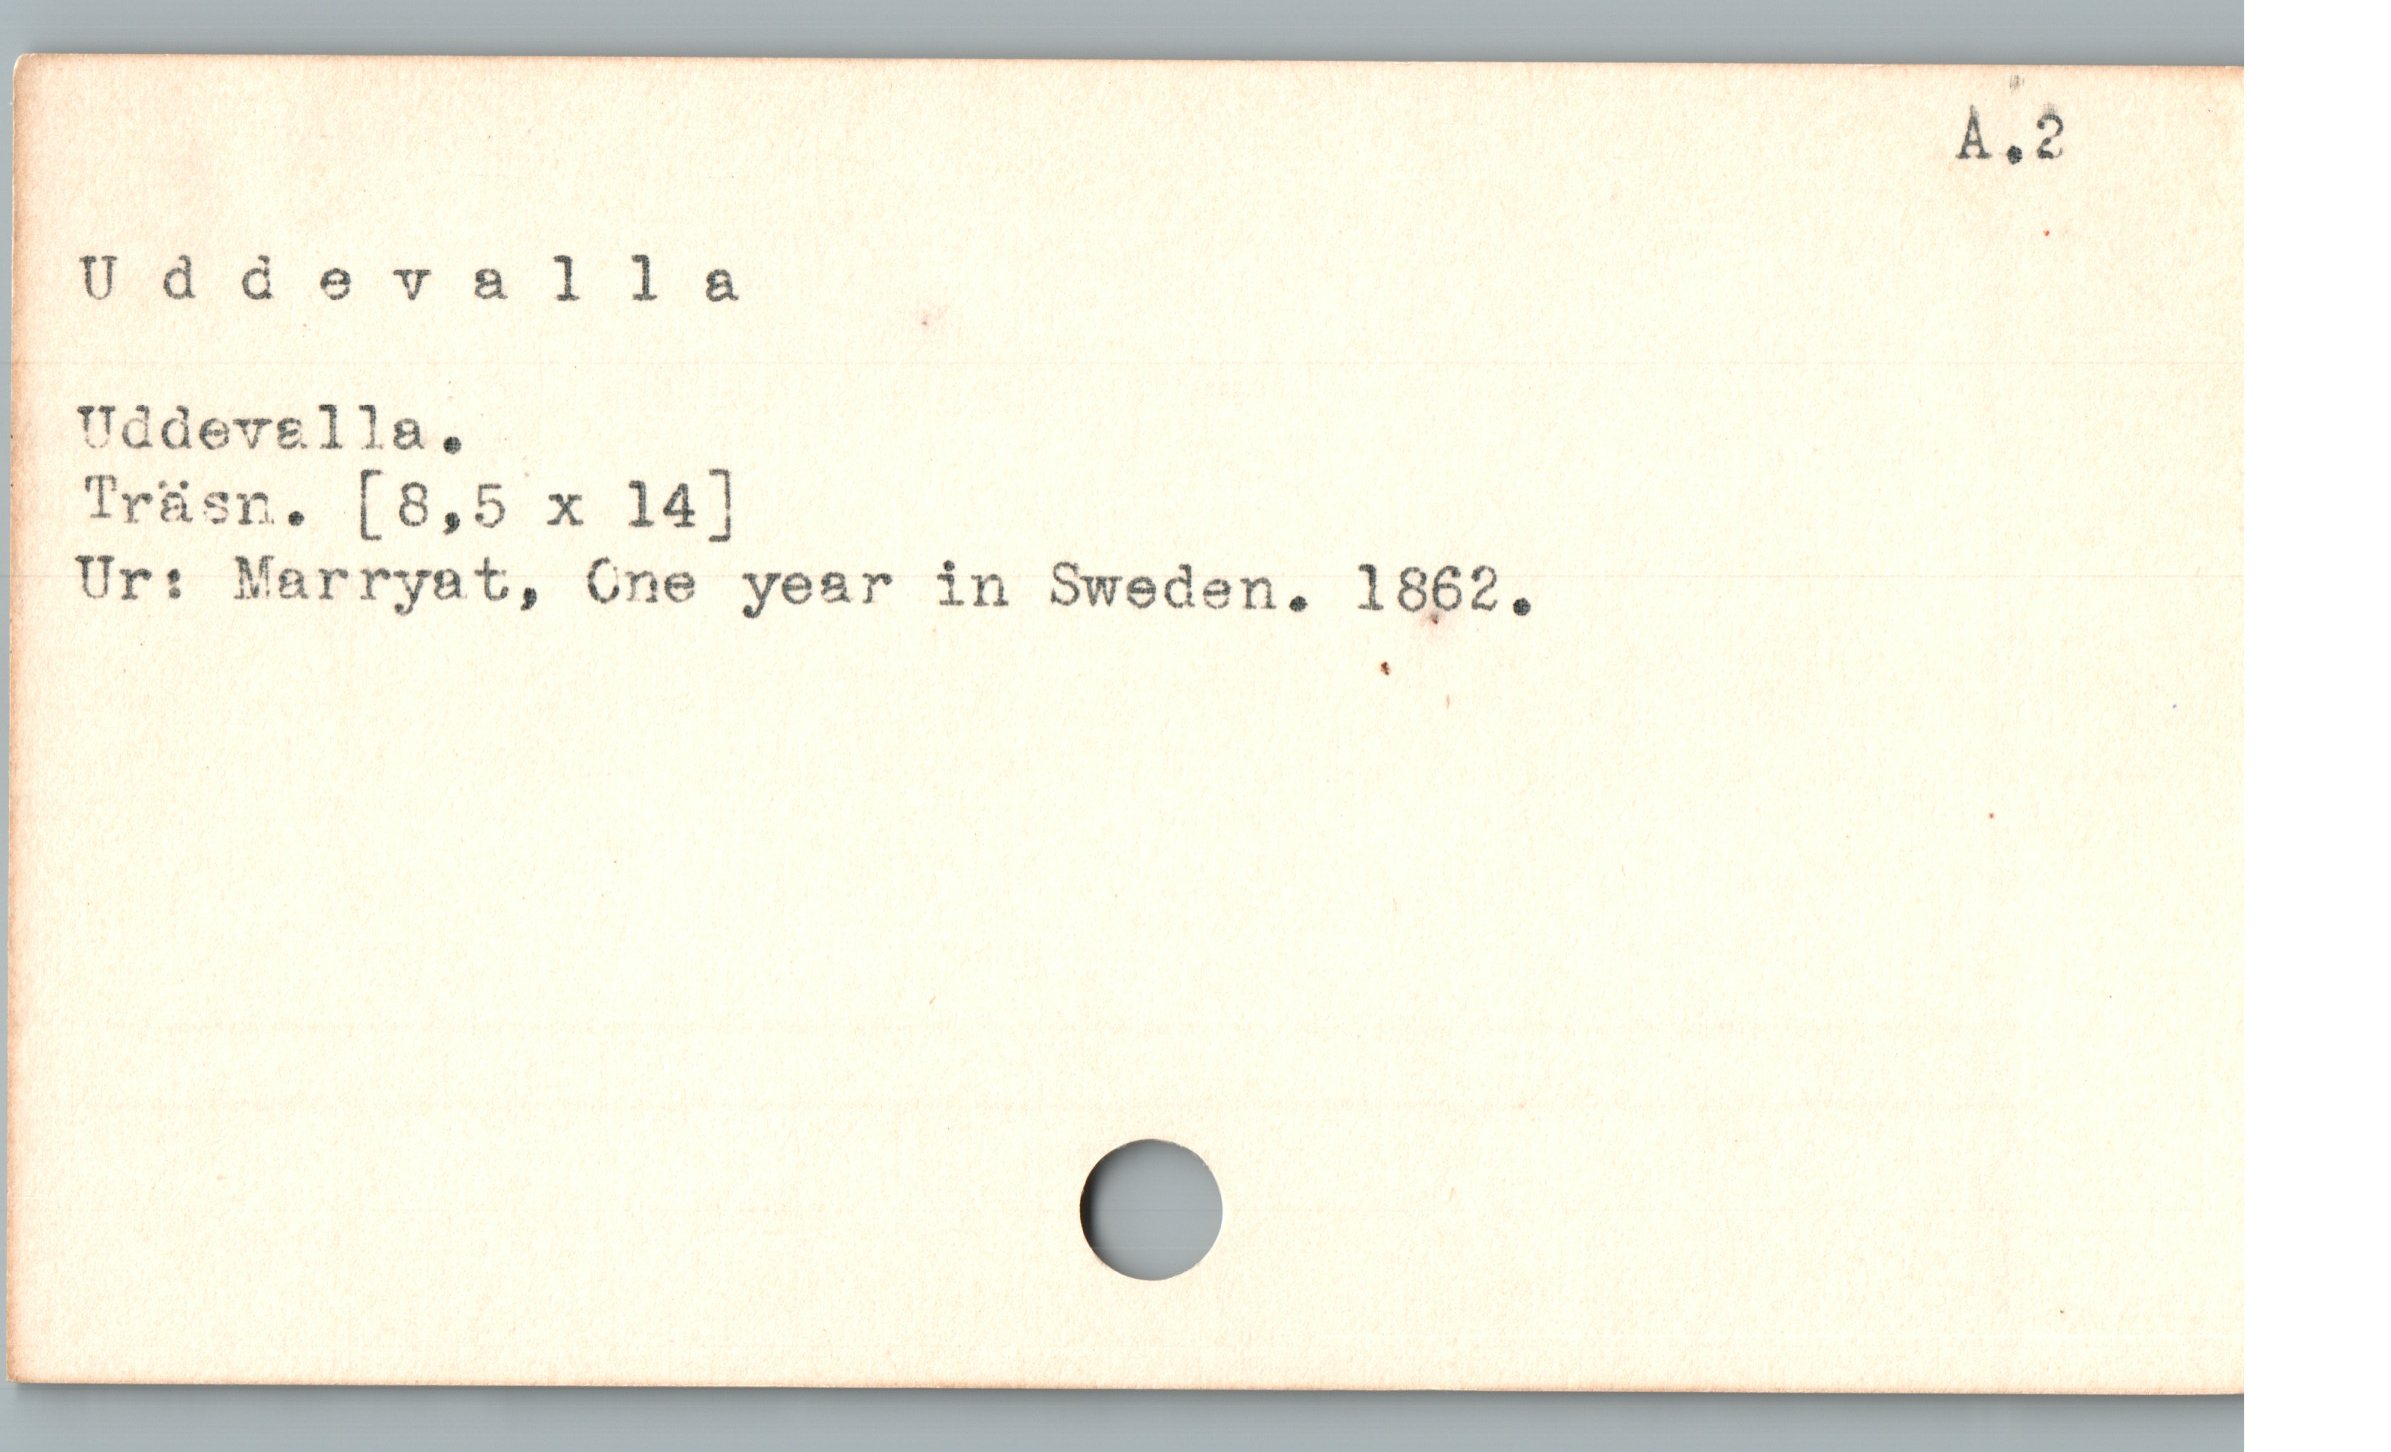 A.2
U d d e v a l l a
Uddevalla.
Träsn. [8,5 x 14]
Ur: Marryat, One year in Sweden. 1862.